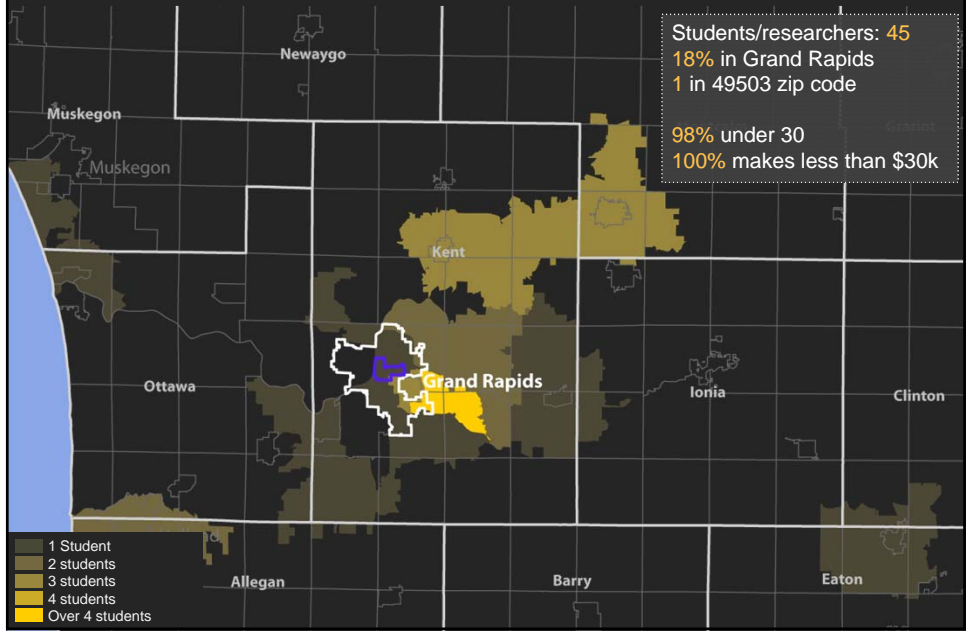 Newaygo
Students/researchers: 45
18% in Grand Rapids
1 in 49503 zip code
98% under 30
100% makes less than $30k
Muskegon
Gratiot
Muskegon
Kent
Grand Rapids
Ottawa
Ionia
Clinton
1 Student
2 students
3 students
4 students
Over 4 students
Allegan
Barry
Eaton